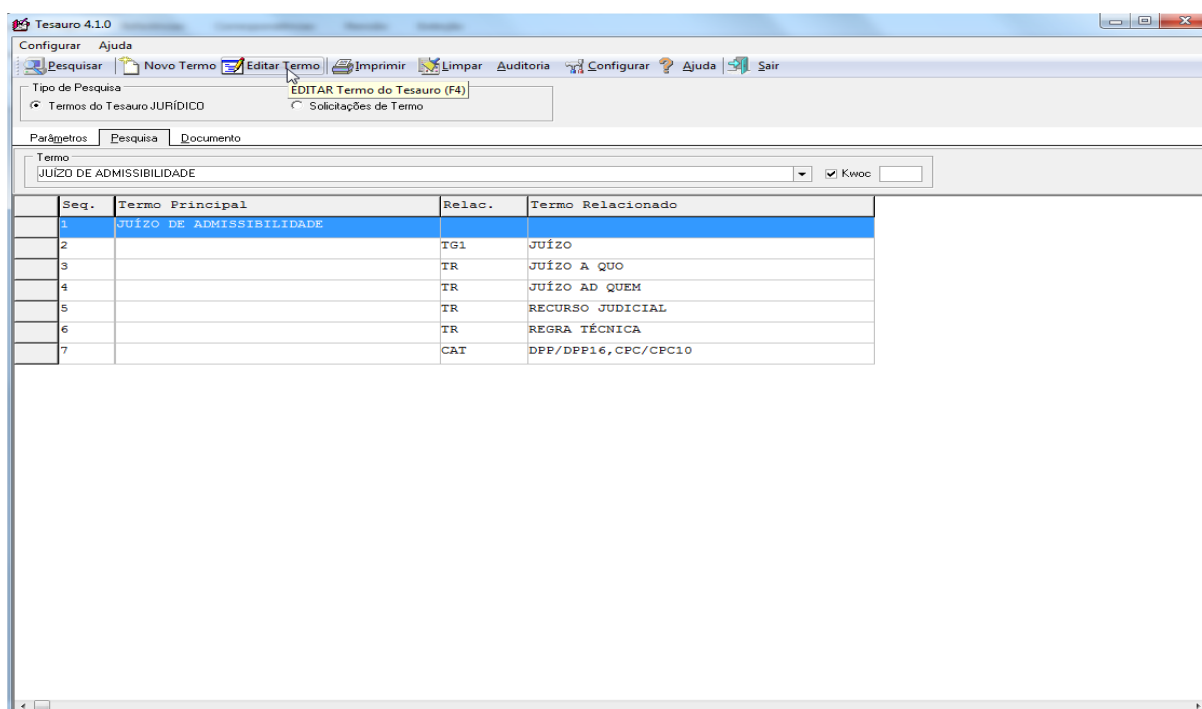 Tesauro 4.1.0
Configurar Ajuda
Pesquisar Novo Termo Editar Termo Imprimir Limpar Auditoria Configurar Ajuda Sair
Tipo de Pesquisa
EDITAR Termo do Tesauro (F4)
Termos do Tesauro JURÍDICO Solicitações de Termo
Parâmetros Pesquisa Documento
Termo
JUÍZO DE ADMISSIBILIDADE Kwoc
Seq. Termo Principal Relac. Termo Relacionado
1 JUÍZO DE ADMISSIBILIDADE
2 TG1 JUÍZO
3 TR JUÍZO A QUO
4 TR JUÍZO AD QUEM
5 TR RECURSO JUDICIAL
6 TR REGRA TÉCNICA
7 CAT DPP/DPP16,CPC/CPC10